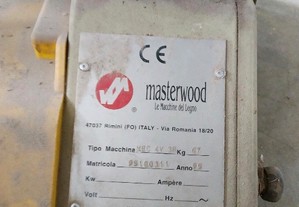 CE
masterwood
Le Macchine del Legno
47037 Rimini (FO) ITALY - Via Romania 18/20
Tipo Macchina Kg
Matricola Anno
Kw Ampère
Volt Hz